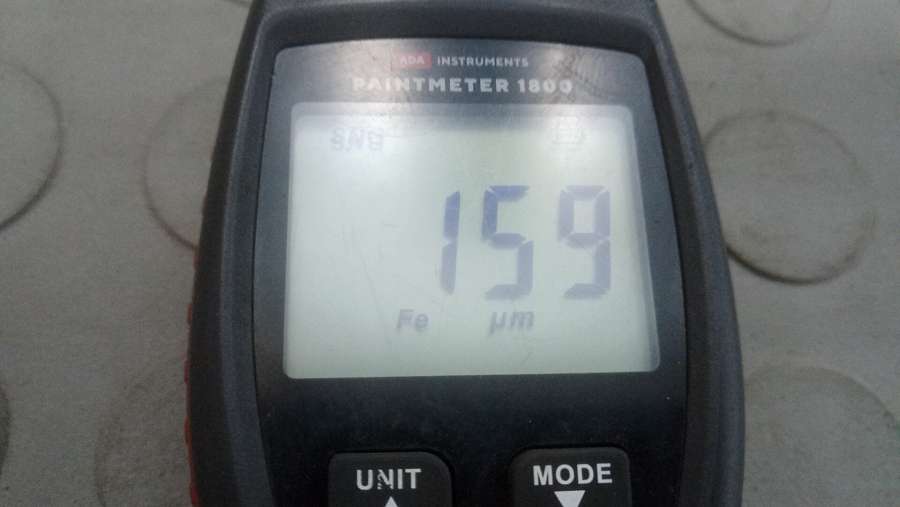 ADA INSTRUMENTS
PAINTMETER 1800
159
Fe μm
UNIT MODE